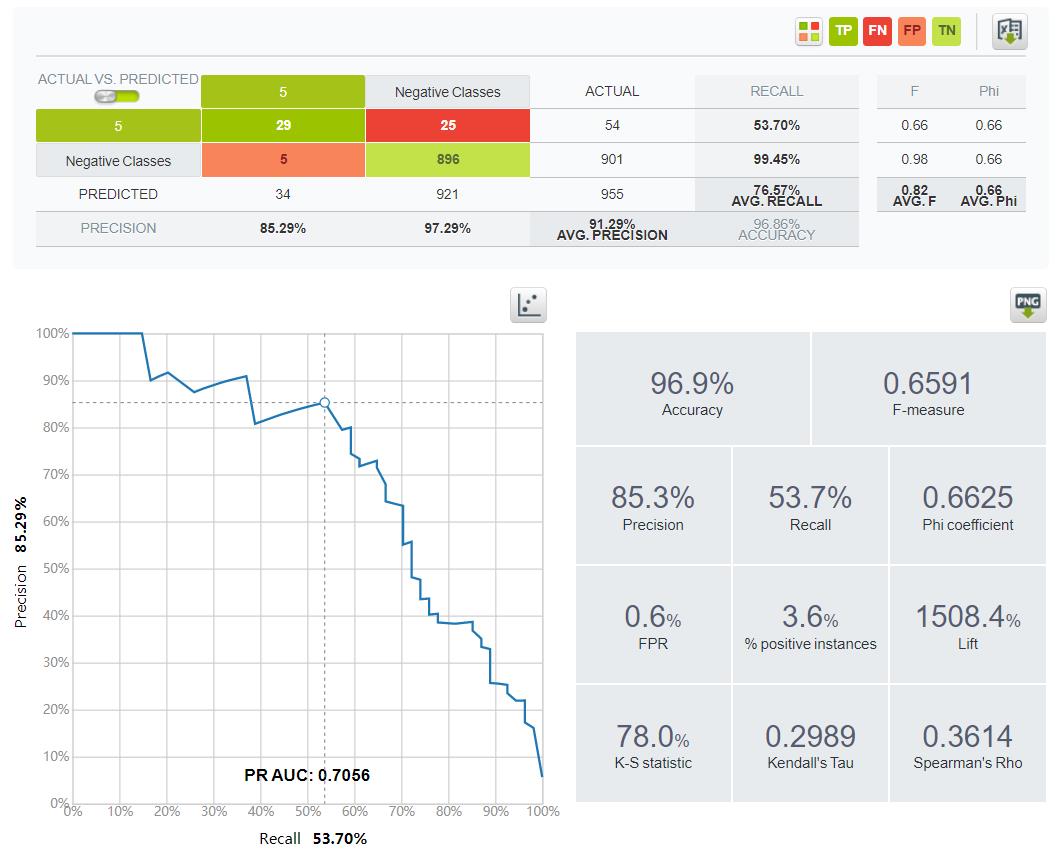 TP FN FP TN
ACTUAL VS. PREDICTED 5 Negative Classes ACTUAL RECALL F Phi
5 29 25 54 53.70% 0.66 0.66
Negative Classes 5 896 901 99.45% 0.98 0.66
PREDICTED 34 921 955 76.57% 0.82 0.66
AVG. RECALL AVG. F AVG. Phi
PRECISION 85.29% 97.29% 91.29% 96.86%
AVG. PRECISION ACCURACY
PNG
100%
90%
80%
70%
60%
50%
40%
30%
20%
10%
0%
Precision 85.29%
PR AUC: 0.7056
0% 10% 20% 30% 40% 50% 60% 70% 80% 90% 100%
Recall 53.70%
96.9% 0.6591
Accuracy F-measure
85.3% 53.7% 0.6625
Precision Recall Phi coefficient
0.6% 3.6% 1508.4%
FPR % positive instances Lift
78.0% 0.2989 0.3614
K-S statistic Kendall's Tau Spearman's Rho